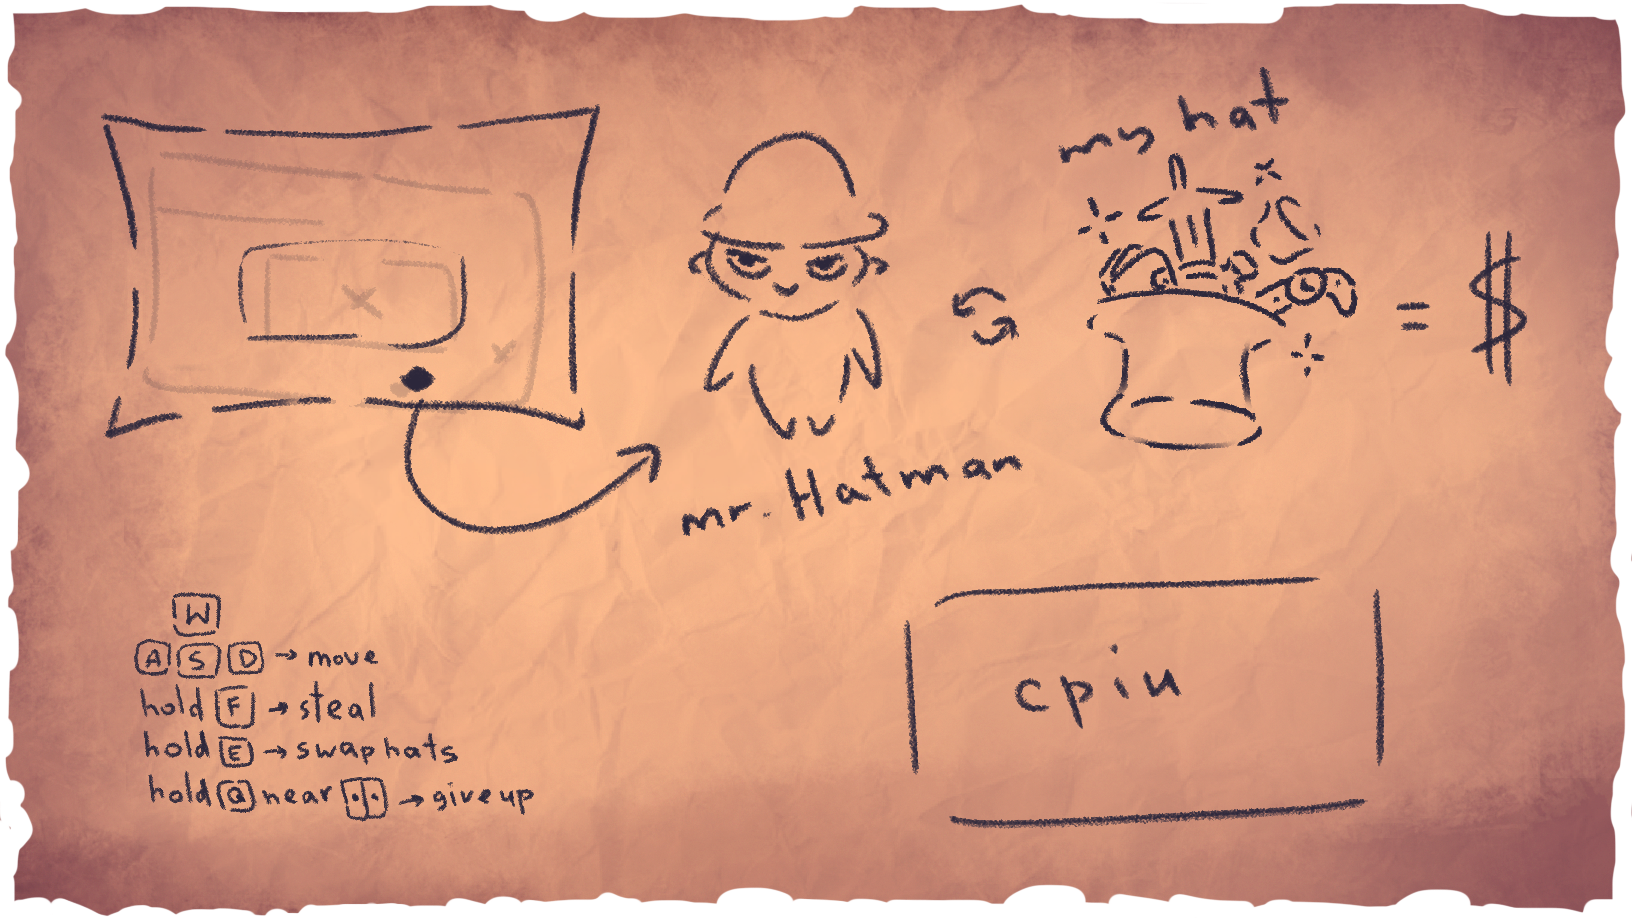 my hat
$
=
mr. Hatman
W
A S D → move
hold F → steal
hold E → swap hats
hold Q near → give up
cpiu